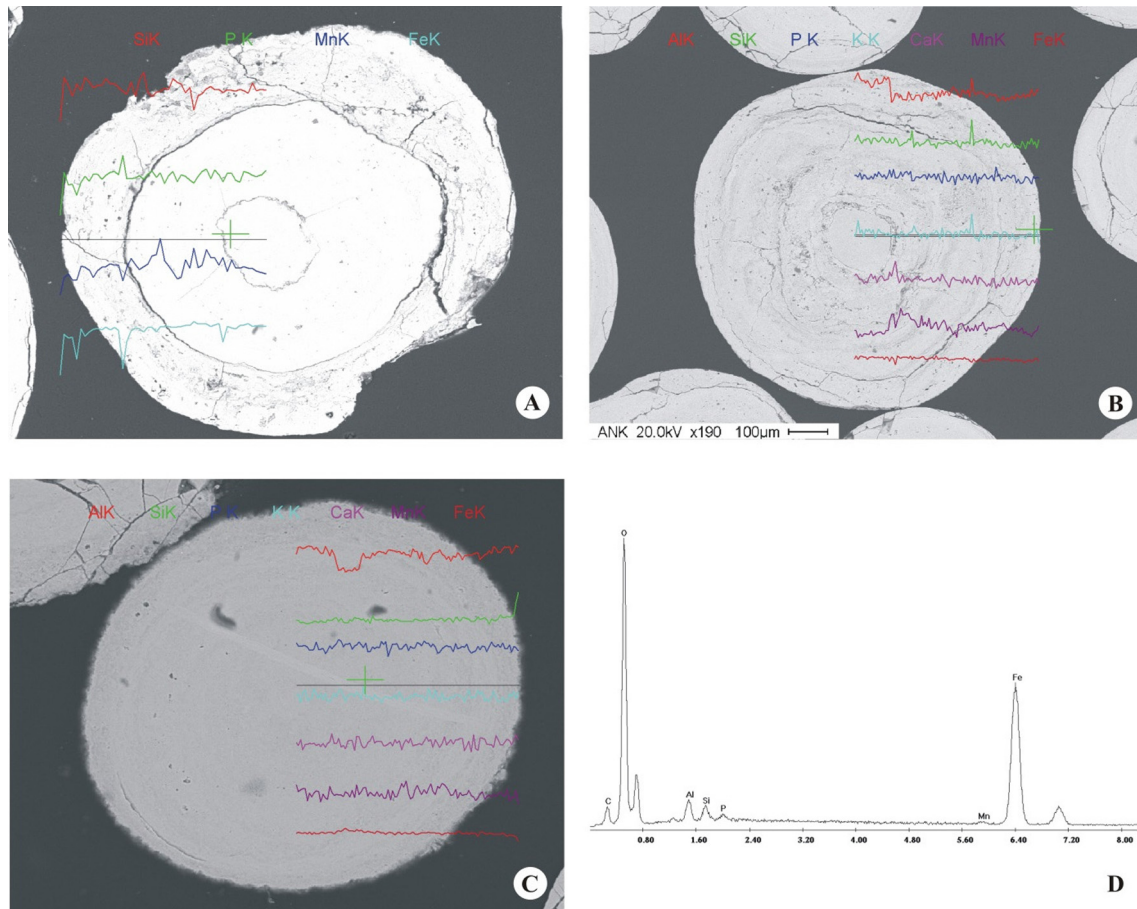 SiK P K MnK FeK
A
AlK SiK P K K K CaK MnK FeK
B
ANK 20.0kV x190 100µm
AlK SiK P K K K CaK MnK FeK
C
O
Fe
C
Al
Si
P
Mn
0.80 1.60 2.40 3.20 4.00 4.80 5.60 6.40 7.20 8.00
D